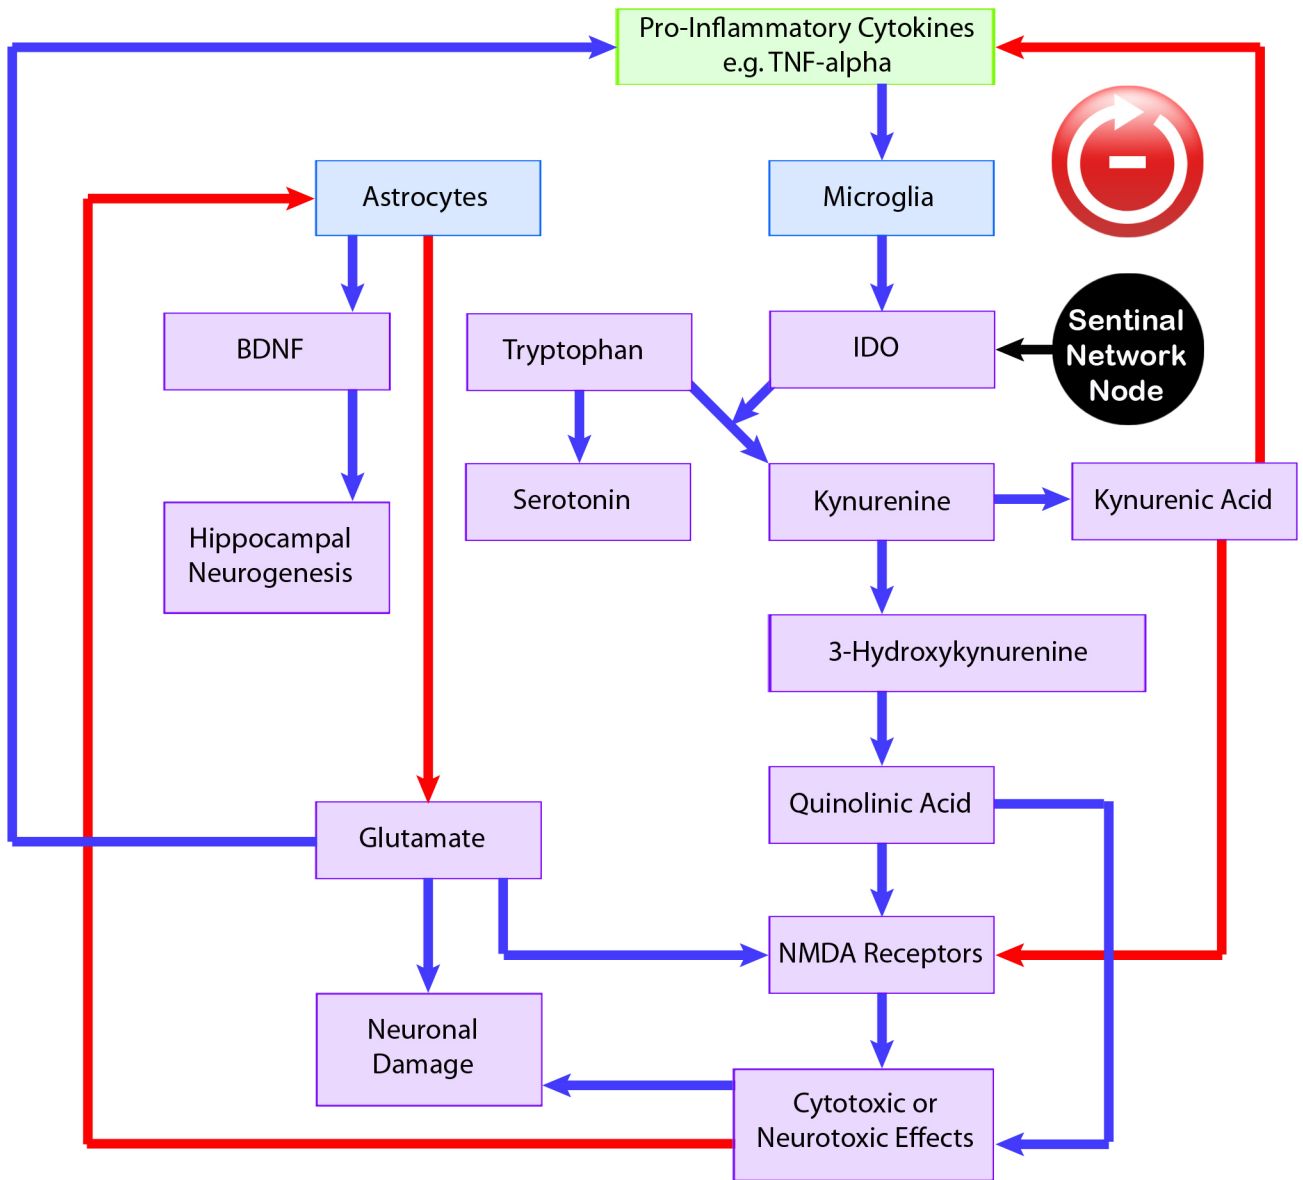 Pro-Inflammatory Cytokines
e.g. TNF-alpha
Astrocytes
Microglia
BDNF
Tryptophan
IDO
Sentinal
Network
Node
Serotonin
Kynurenine
Kynurenic Acid
Hippocampal
Neurogenesis
3-Hydroxykynurenine
Quinolinic Acid
Glutamate
NMDA Receptors
Neuronal
Damage
Cytotoxic or
Neurotoxic Effects